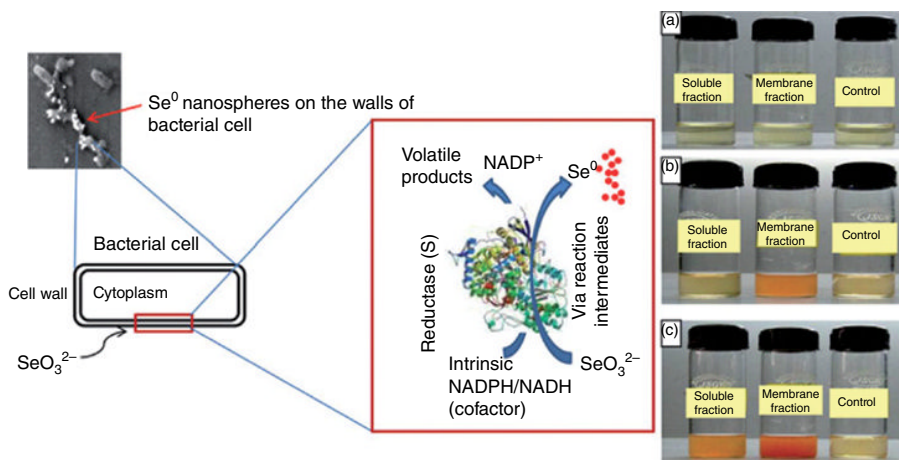 Se⁰ nanospheres on the walls of
bacterial cell
Bacterial cell
Cell wall
Cytoplasm
SeO₃²⁻
Volatile
products
NADP⁺
Se⁰
Reductase (S)
Via reaction
intermediates
Intrinsic
NADPH/NADH
(cofactor)
SeO₃²⁻
(a)
Soluble
fraction
Membrane
fraction
Control
(b)
Soluble
fraction
Membrane
fraction
Control
(c)
Soluble
fraction
Membrane
fraction
Control